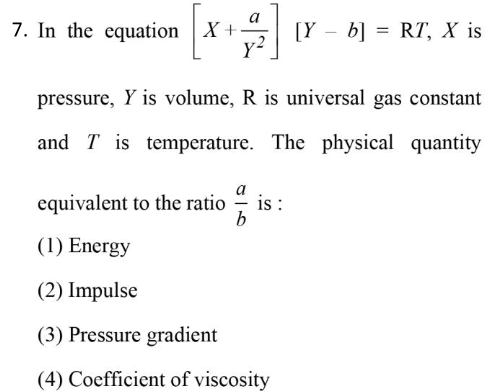 7. In the equation [X + a/Y²] [Y – b] = RT, X is
pressure, Y is volume, R is universal gas constant
and T is temperature. The physical quantity
equivalent to the ratio a/b is :
(1) Energy
(2) Impulse
(3) Pressure gradient
(4) Coefficient of viscosity